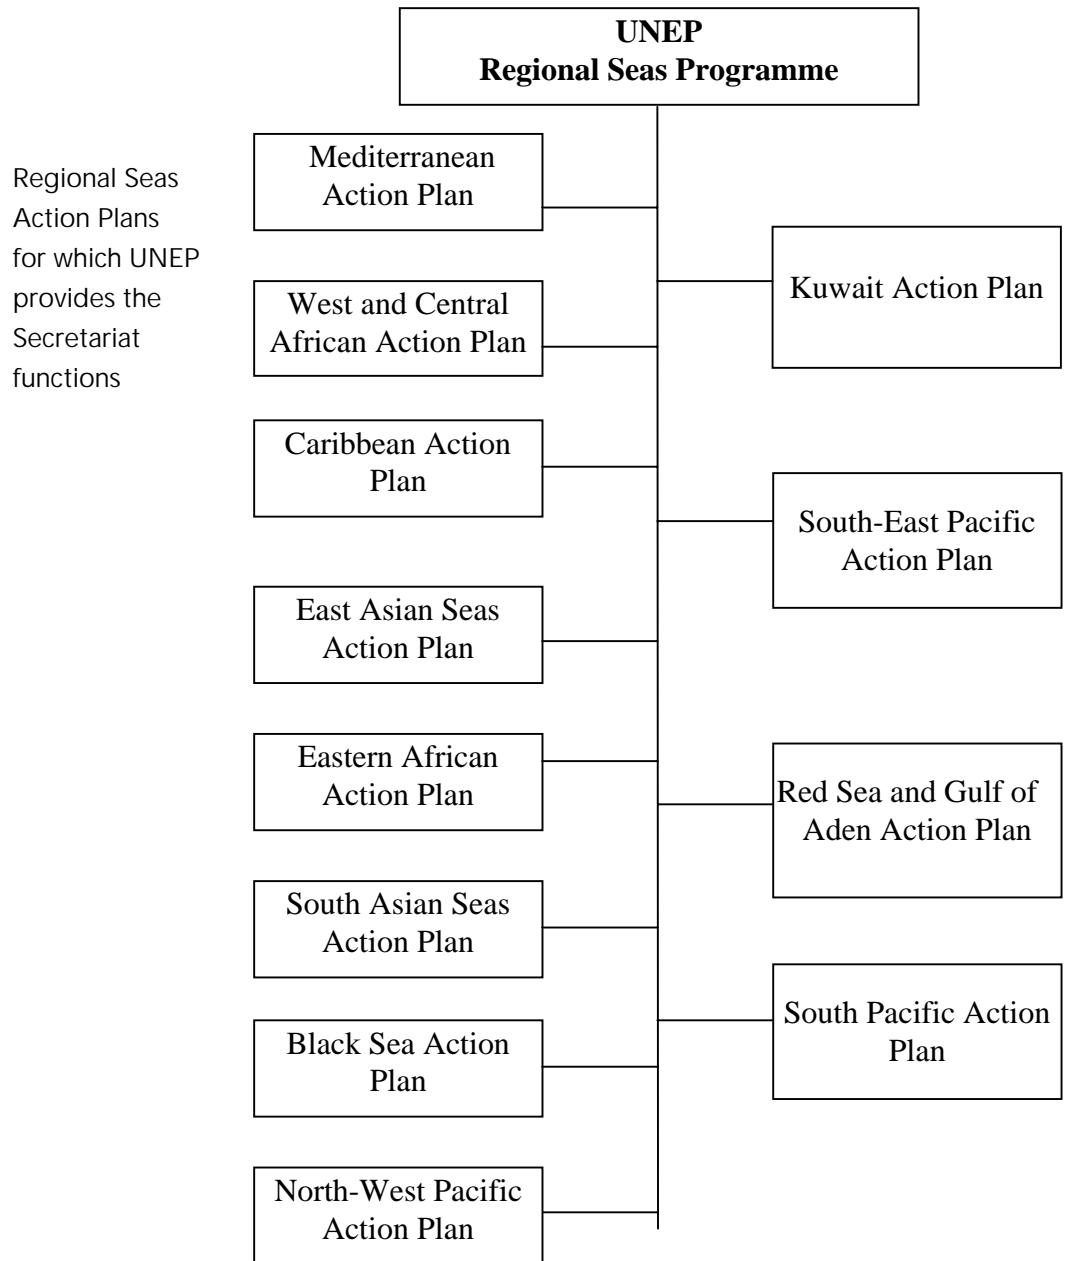 UNEP
Regional Seas Programme
Regional Seas
Action Plans
for which UNEP
provides the
Secretariat
functions
Mediterranean
Action Plan
West and Central
African Action Plan
Caribbean Action
Plan
East Asian Seas
Action Plan
Eastern African
Action Plan
South Asian Seas
Action Plan
Black Sea Action
Plan
North-West Pacific
Action Plan
Kuwait Action Plan
South-East Pacific
Action Plan
Red Sea and Gulf of
Aden Action Plan
South Pacific Action
Plan